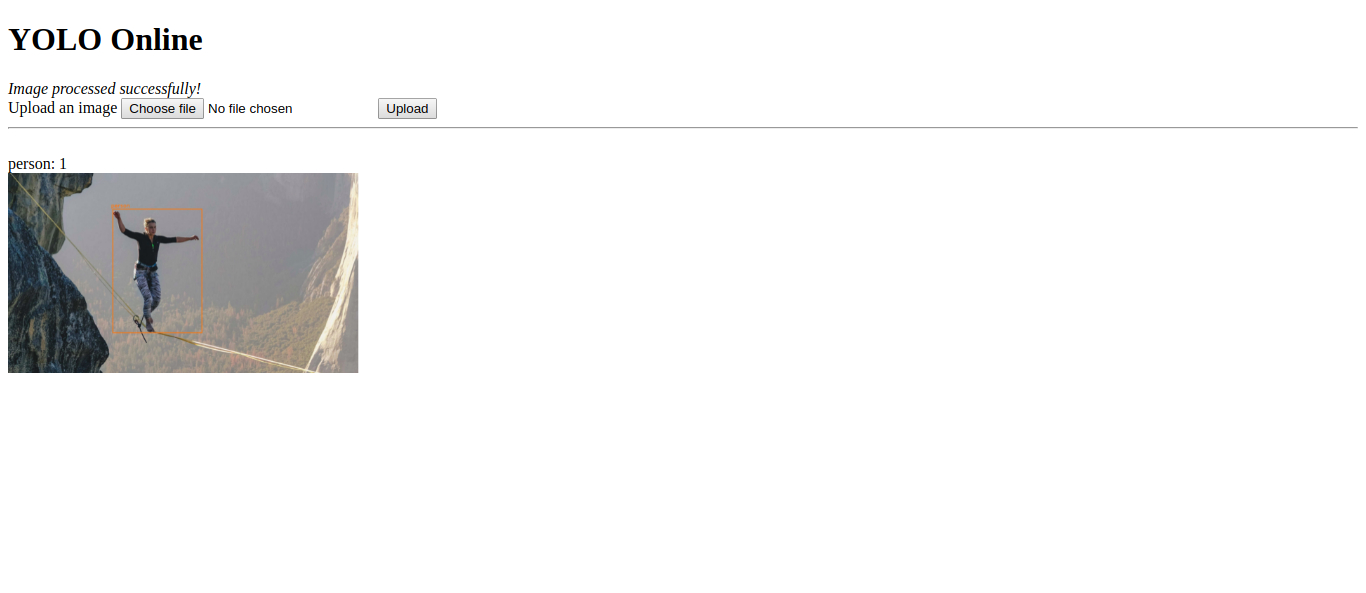 YOLO Online
Image processed successfully!
Upload an image Choose file No file chosen Upload
person: 1